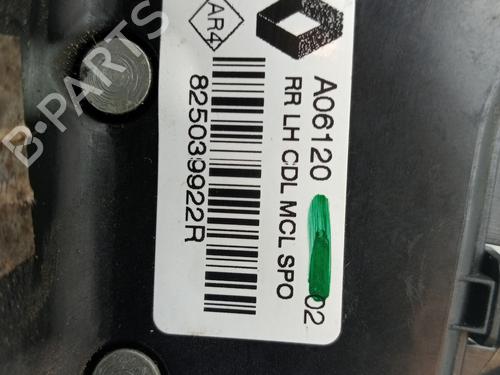 AR4
A06120 02
RR LH CDL MCL SPO
825039922R
B-PARTS